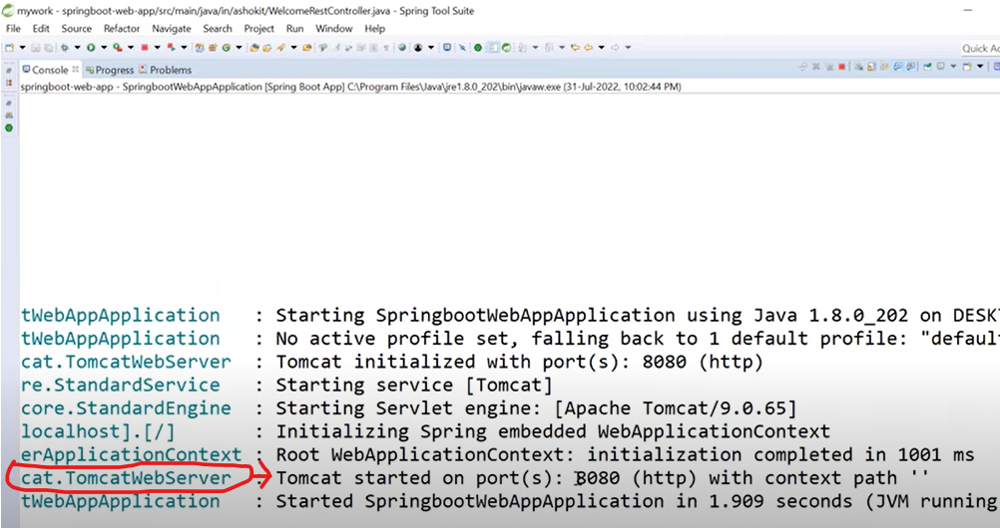 mywork - springboot-web-app/src/main/java/in/ashokit/WelcomeRestController.java - Spring Tool Suite
File Edit Source Refactor Navigate Search Project Run Window Help
Quick Ac
Console Progress Problems
springboot-web-app - SpringbootWebAppApplication [Spring Boot App] C:\Program Files\Java\jre1.8.0_202\bin\javaw.exe (31-Jul-2022, 10:02:44 PM)
tWebAppApplication : Starting SpringbootWebAppApplication using Java 1.8.0_202 on DESKT
tWebAppApplication : No active profile set, falling back to 1 default profile: "defaul
cat.TomcatWebServer : Tomcat initialized with port(s): 8080 (http)
re.StandardService : Starting service [Tomcat]
core.StandardEngine : Starting Servlet engine: [Apache Tomcat/9.0.65]
localhost].[/] : Initializing Spring embedded WebApplicationContext
erApplicationContext : Root WebApplicationContext: initialization completed in 1001 ms
cat.TomcatWebServer : Tomcat started on port(s): 8080 (http) with context path ''
tWebAppApplication : Started SpringbootWebAppApplication in 1.909 seconds (JVM running